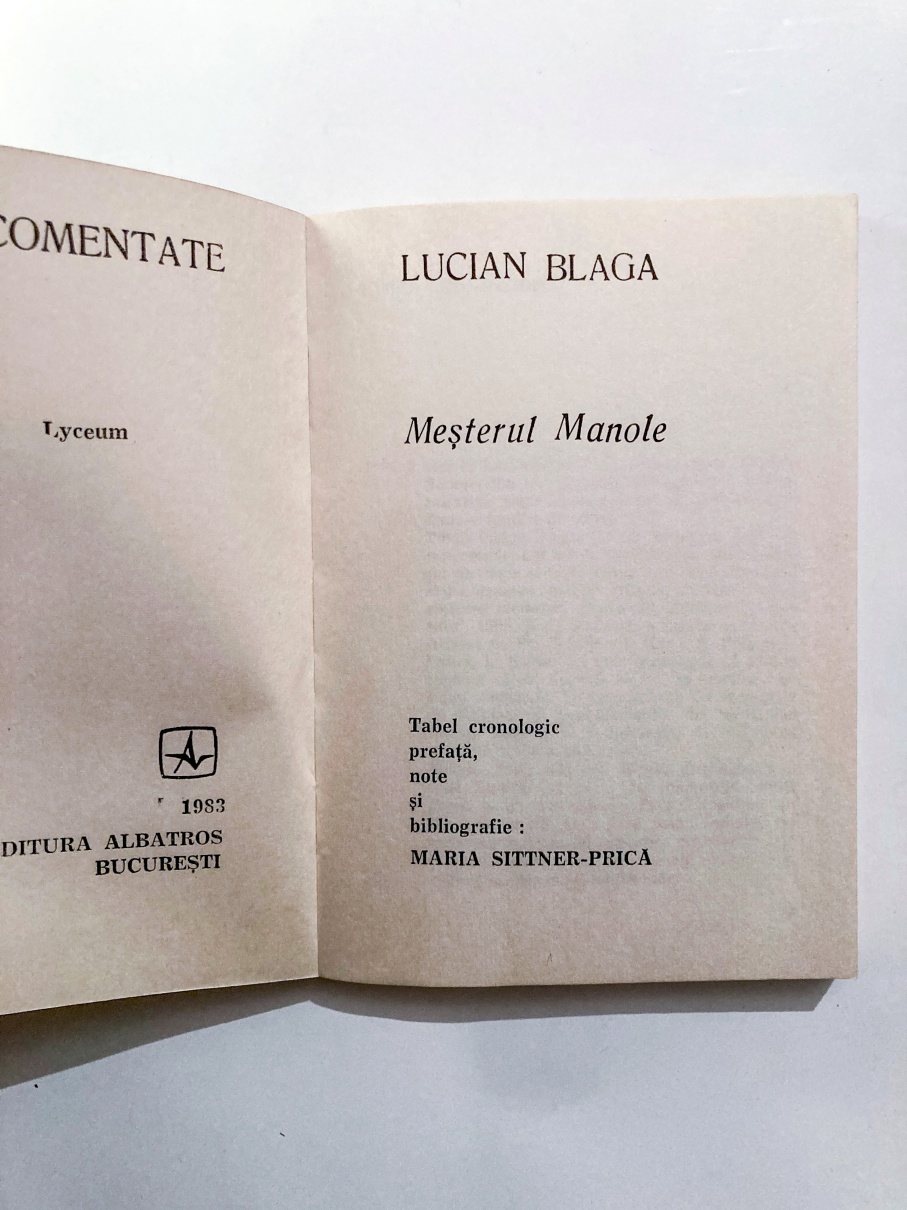 COMENTATE
Lyceum
1983
DITURA ALBATROS
BUCUREȘTI
LUCIAN BLAGA
Meșterul Manole
Tabel cronologic
prefață,
note
și
bibliografie :
MARIA SITTNER-PRICĂ